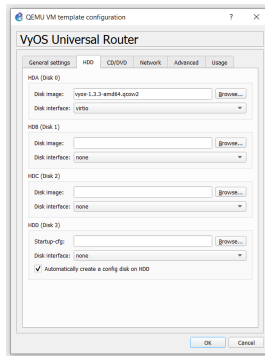 QEMU VM template configuration ? ×
VyOS Universal Router
General settings HDD CD/DVD Network Advanced Usage
HDA (Disk 0)
Disk image: vyos-1.3.3-amd64.qcow2 Browse...
Disk interface: virtio
HDB (Disk 1)
Disk image: Browse...
Disk interface: none
HDC (Disk 2)
Disk image: Browse...
Disk interface: none
HDD (Disk 3)
Startup-cfg: Browse...
Disk interface: none
Automatically create a config disk on HDD
OK Cancel